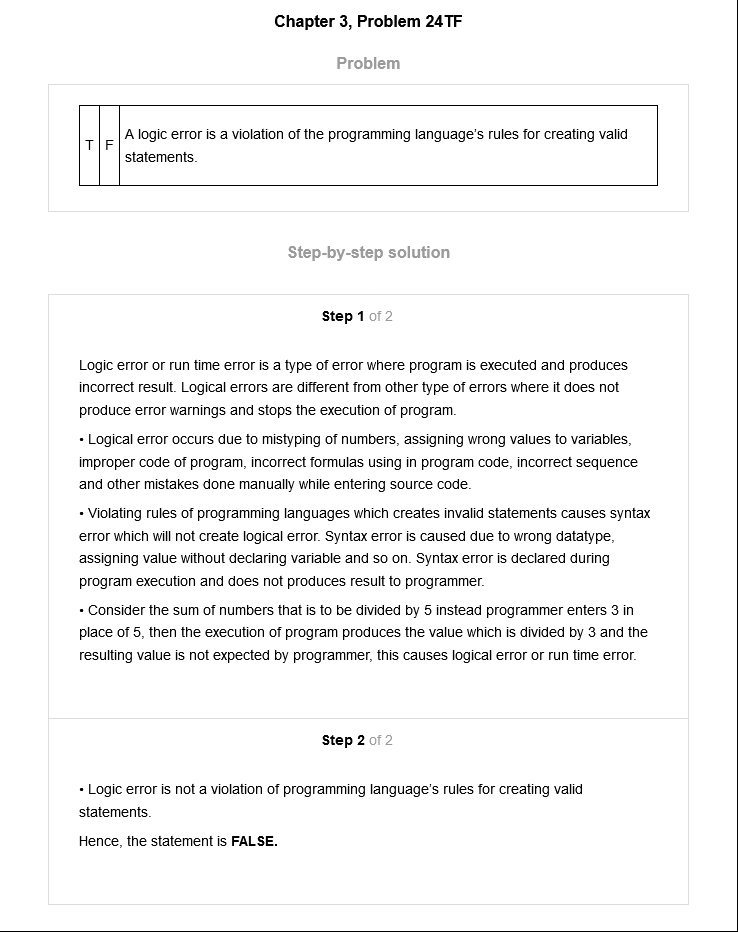 Chapter 3, Problem 24TF
Problem
T F A logic error is a violation of the programming language's rules for creating valid
statements.
Step-by-step solution
Step 1 of 2
Logic error or run time error is a type of error where program is executed and produces
incorrect result. Logical errors are different from other type of errors where it does not
produce error warnings and stops the execution of program.
• Logical error occurs due to mistyping of numbers, assigning wrong values to variables,
improper code of program, incorrect formulas using in program code, incorrect sequence
and other mistakes done manually while entering source code.
• Violating rules of programming languages which creates invalid statements causes syntax
error which will not create logical error. Syntax error is caused due to wrong datatype,
assigning value without declaring variable and so on. Syntax error is declared during
program execution and does not produces result to programmer.
• Consider the sum of numbers that is to be divided by 5 instead programmer enters 3 in
place of 5, then the execution of program produces the value which is divided by 3 and the
resulting value is not expected by programmer, this causes logical error or run time error.
Step 2 of 2
• Logic error is not a violation of programming language's rules for creating valid
statements.
Hence, the statement is FALSE.